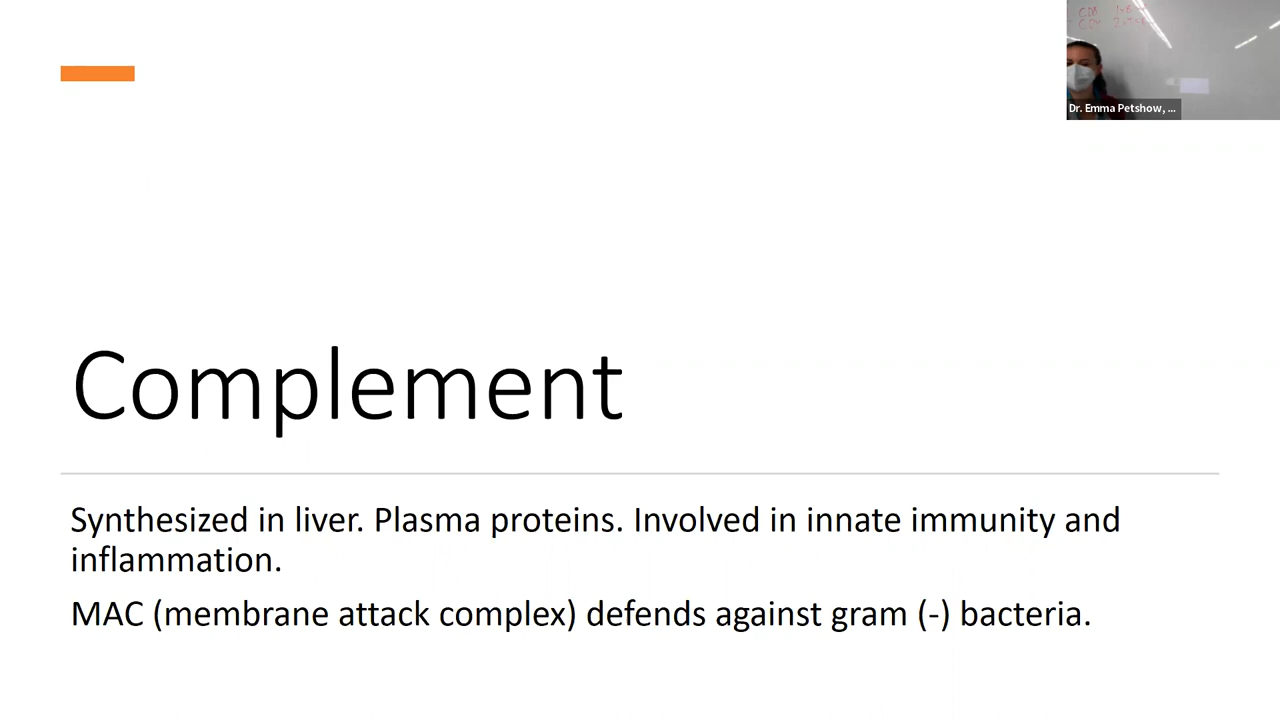 CD8
Dr. Emma Petshow, ...
Complement
Synthesized in liver. Plasma proteins. Involved in innate immunity and
inflammation.
MAC (membrane attack complex) defends against gram (-) bacteria.